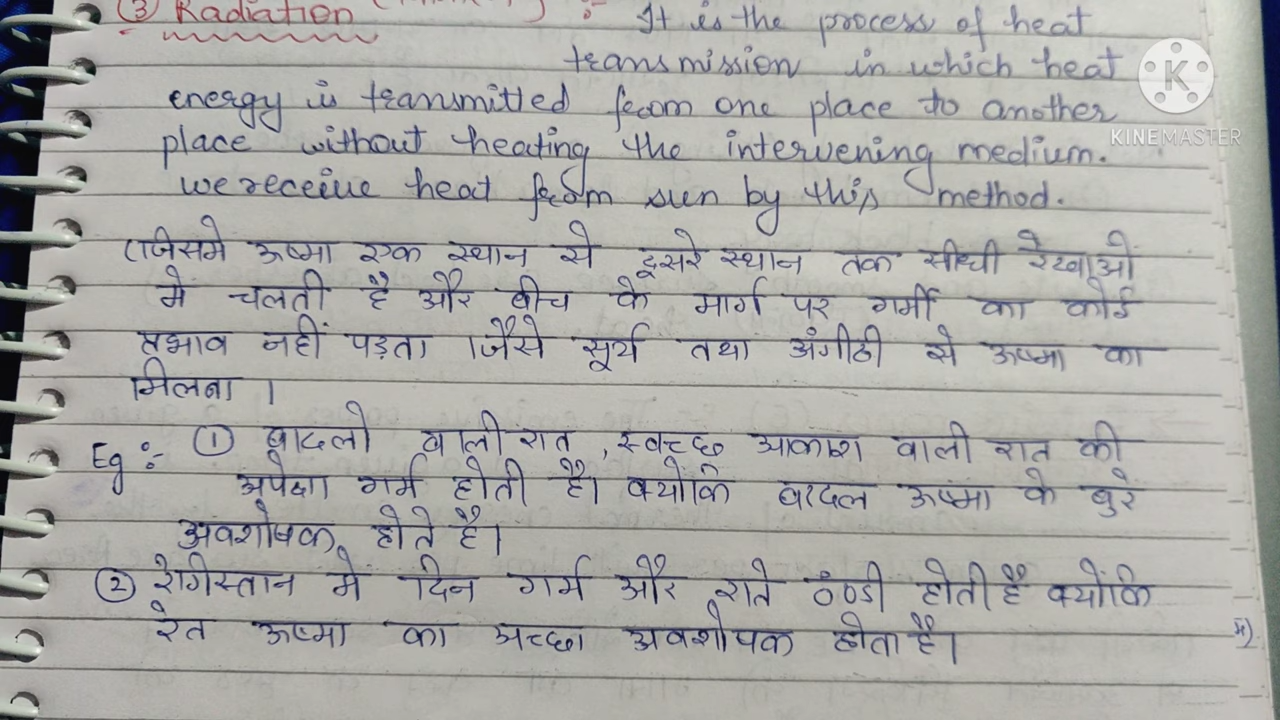 ③ Radiation :- It is the process of heat
transmission in which heat
energy is transmitted from one place to another
place without heating the intervening medium.
we receive heat from sun by this method.
(जिसमे ऊष्मा एक स्थान से दूसरे स्थान तक सीधी रेखाओ
मे चलती है और बीच के मार्ग पर गर्मी का कोई
प्रभाव नहीं पड़ता । जैसे सूर्य तथा अंगीठी से ऊष्मा का
मिलना ।
Eg :- ① बादलो वाली रात , स्वच्छ आकाश वाली रात की
अपेक्षा गर्म होती है। क्योकि बादल ऊष्मा के बुरे
अवशोषक होते है।
② रेगिस्तान मे दिन गर्म और राते ठण्डी होती है क्योंकि
रेत ऊष्मा का अच्छा अवशोषक होता है।
K
KINEMASTER